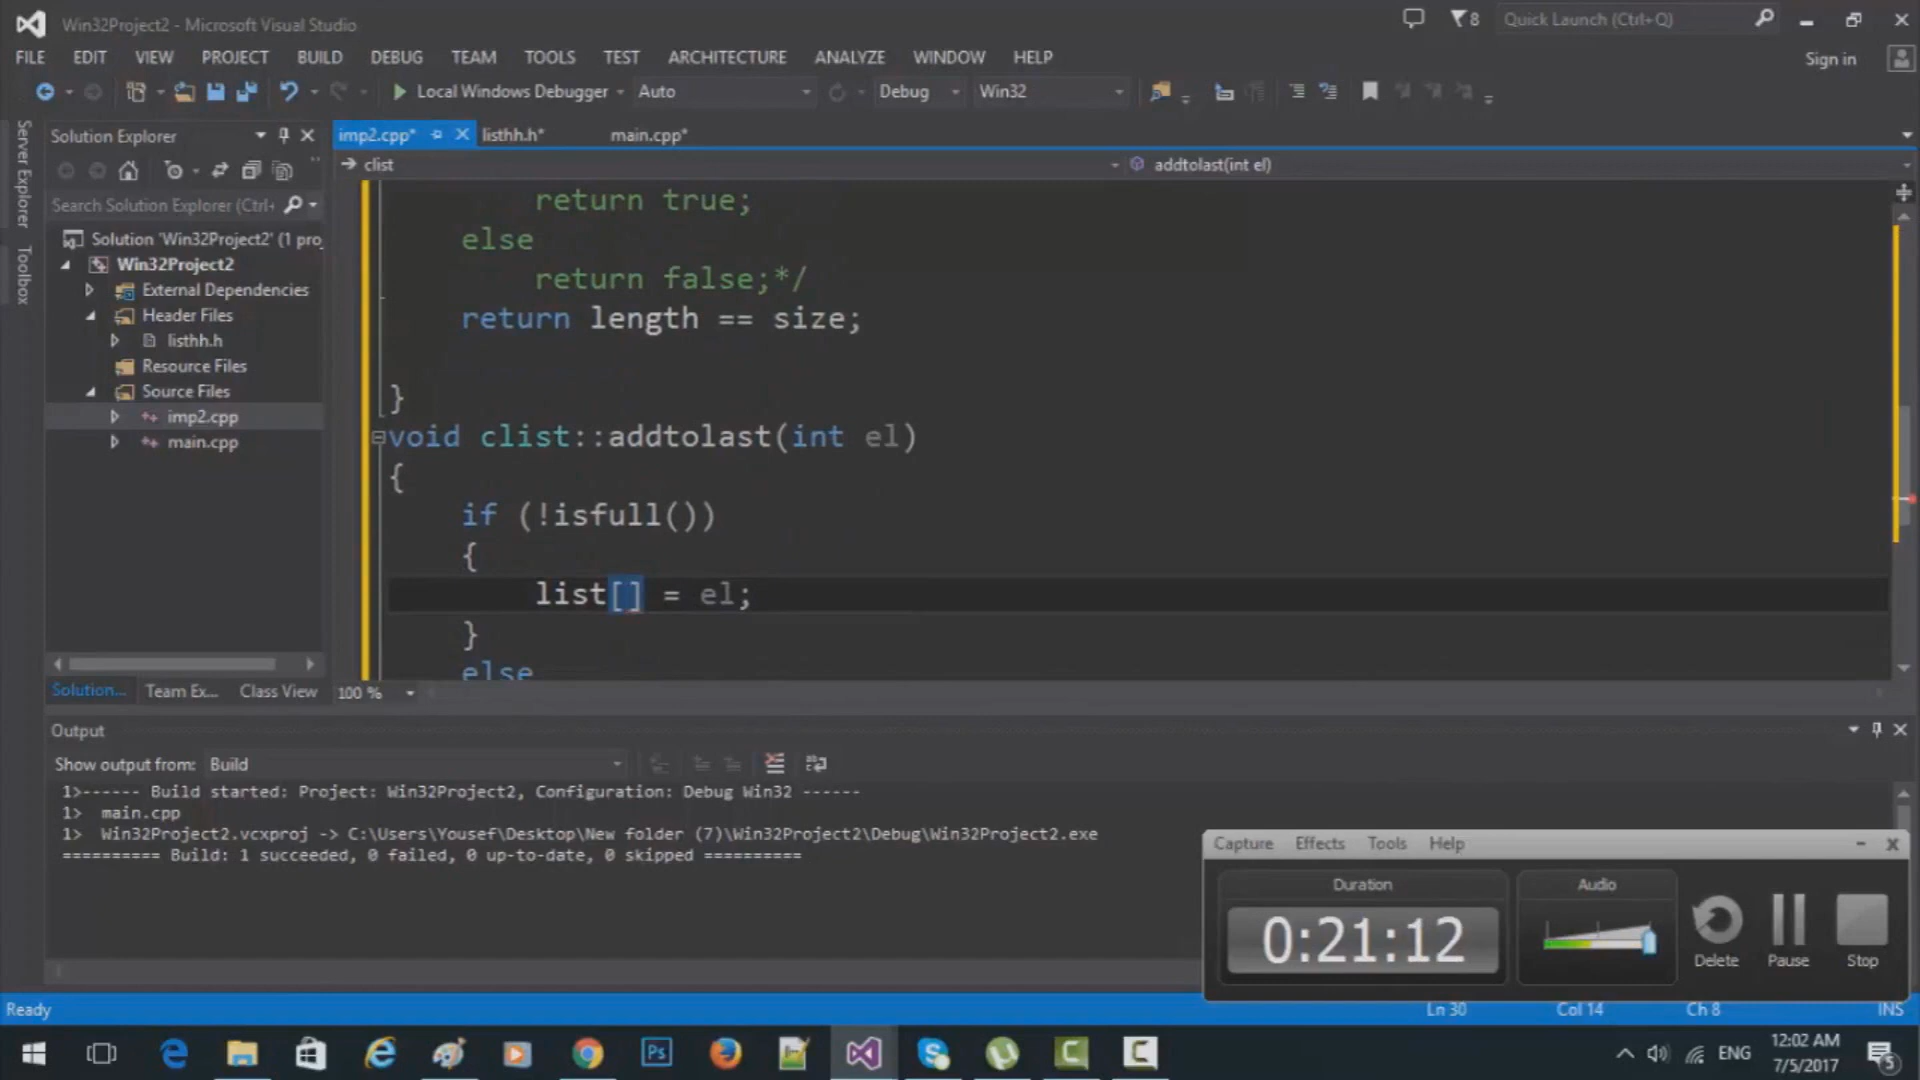 Win32Project2 - Microsoft Visual Studio
8
Quick Launch (Ctrl+Q)
FILE EDIT VIEW PROJECT BUILD DEBUG TEAM TOOLS TEST ARCHITECTURE ANALYZE WINDOW HELP
Sign in
Local Windows Debugger Auto Debug Win32
Server Explorer
Toolbox
Solution Explorer
Search Solution Explorer (Ctrl+
Solution 'Win32Project2' (1 proj
Win32Project2
External Dependencies
Header Files
listhh.h
Resource Files
Source Files
imp2.cpp
main.cpp
Solution... Team Ex... Class View
imp2.cpp* listhh.h* main.cpp*
clist addtolast(int el)
return true;
else
return false;*/
return length == size;
}
void clist::addtolast(int el)
{
if (!isfull())
{
list[] = el;
}
else
100 %
Output
Show output from: Build
1>------ Build started: Project: Win32Project2, Configuration: Debug Win32 ------
1> main.cpp
1> Win32Project2.vcxproj -> C:\Users\Yousef\Desktop\New folder (7)\Win32Project2\Debug\Win32Project2.exe
========== Build: 1 succeeded, 0 failed, 0 up-to-date, 0 skipped ==========
Capture Effects Tools Help
Duration
0:21:12
Audio
Delete Pause Stop
Ready
Ln 30 Col 14 Ch 8 INS
Ps
ENG
12:02 AM
7/5/2017
5